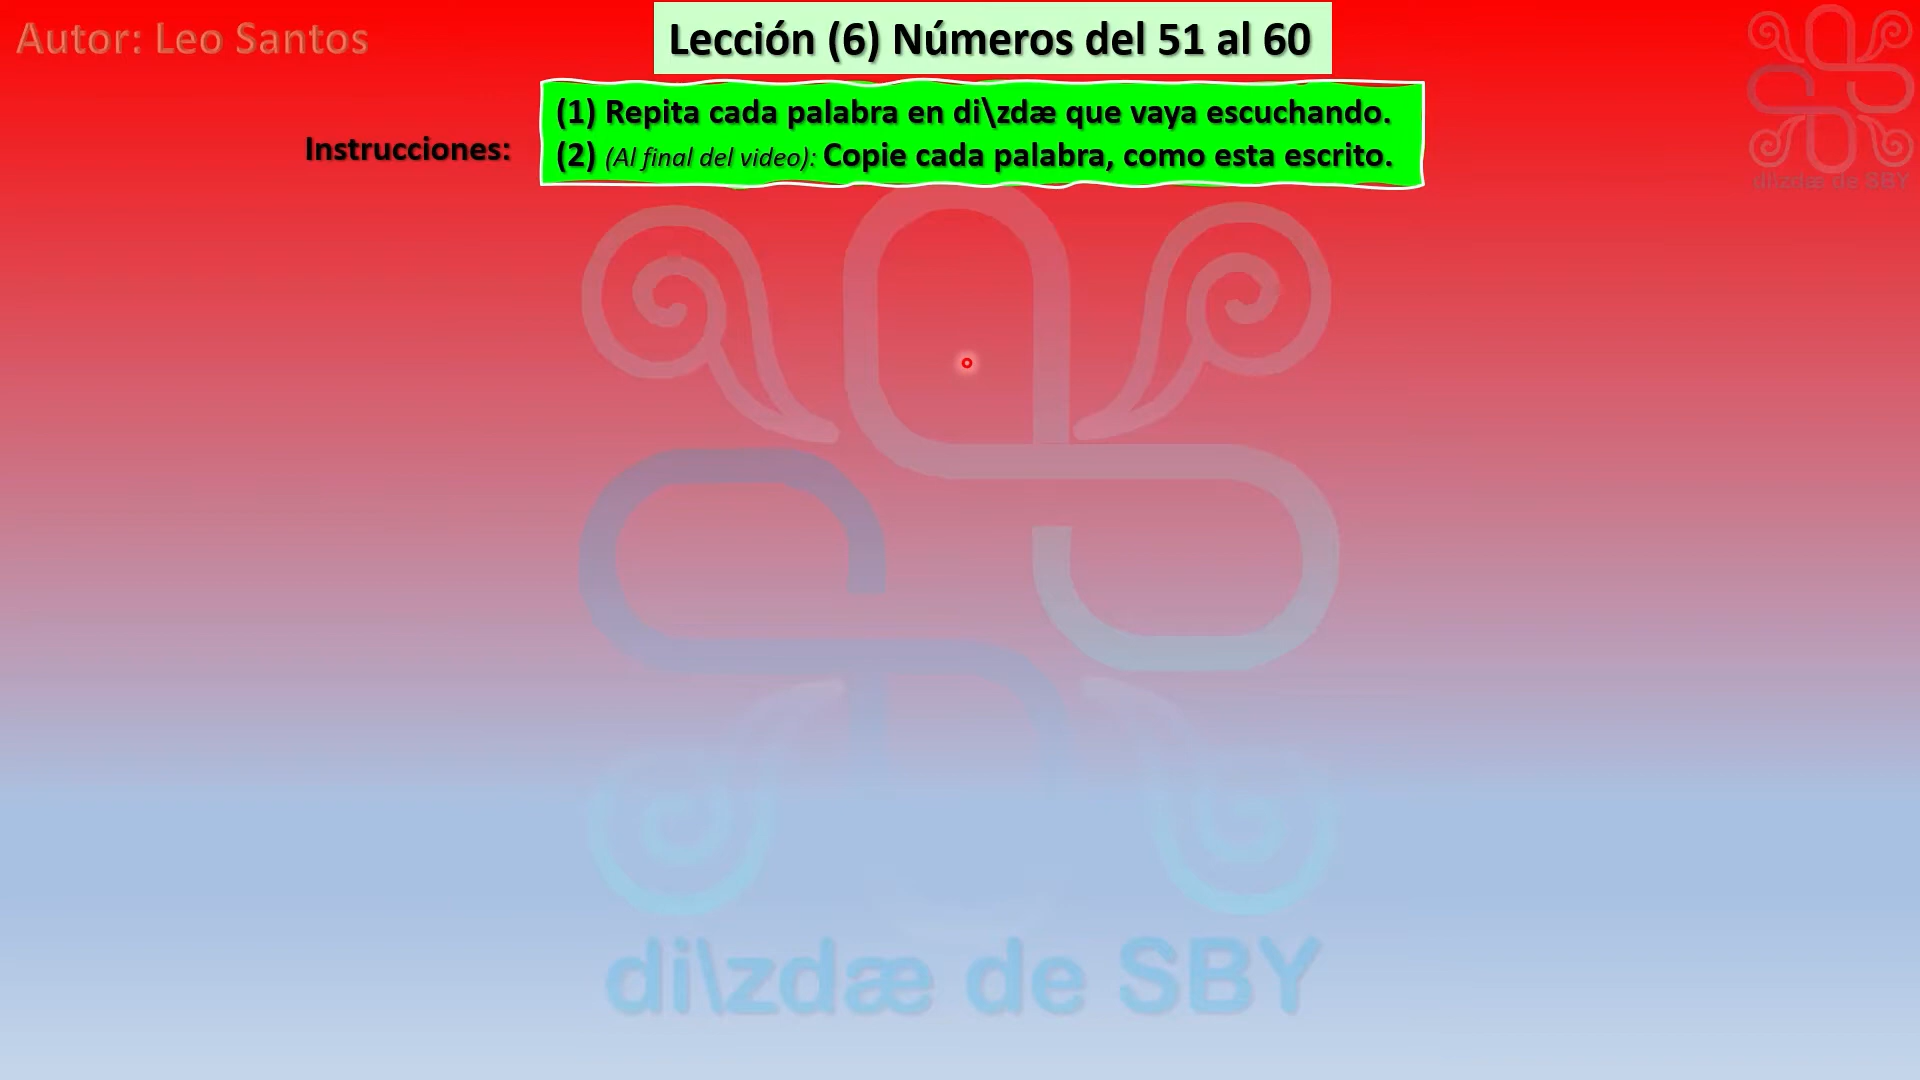 Autor: Leo Santos
Lección (6) Números del 51 al 60
Instrucciones:
(1) Repita cada palabra en di\zdæ que vaya escuchando.
(2) (Al final del video): Copie cada palabra, como esta escrito.
di\zdæ de SBY
di\zdæ de SBY